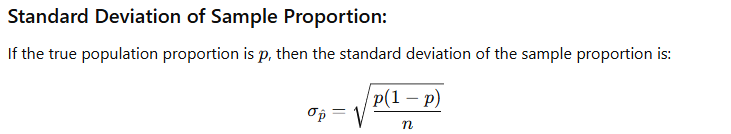 Standard Deviation of Sample Proportion:
If the true population proportion is p, then the standard deviation of the sample proportion is:
σ_p̂ = √(p(1 − p)/n)